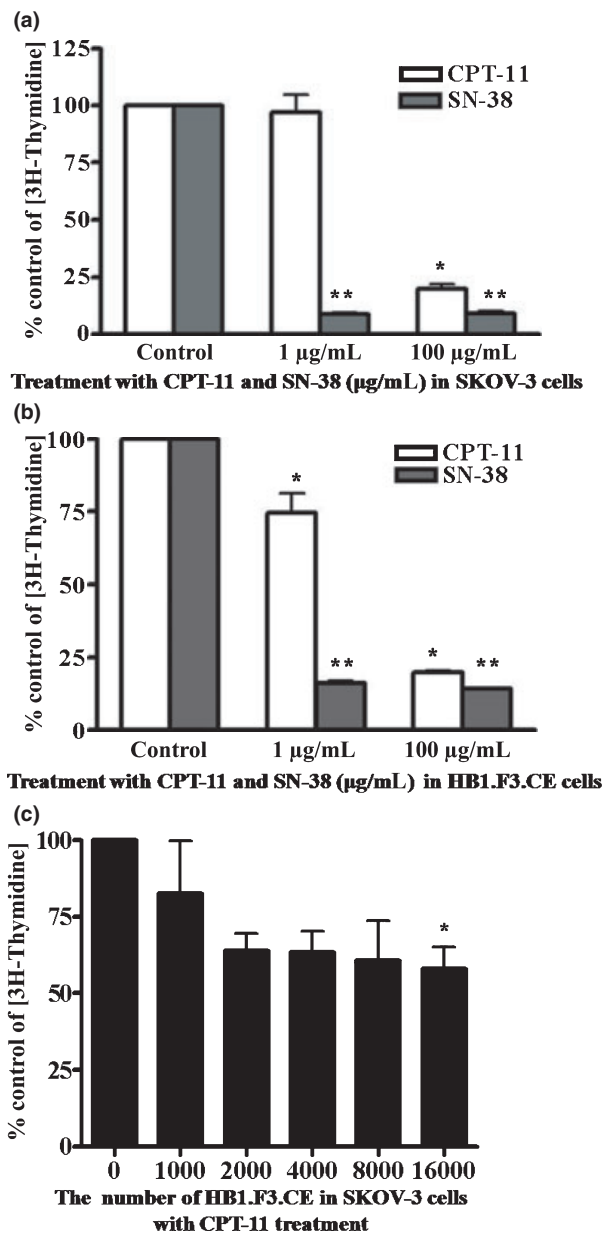 (a)
% control of [3H-Thymidine]
125
100
75
50
25
0
CPT-11
SN-38
* *
*
* *
Control 1 μg/mL 100 μg/mL
Treatment with CPT-11 and SN-38 (μg/mL) in SKOV-3 cells
(b)
% control of [3H-Thymidine]
100
75
50
25
0
CPT-11
SN-38
*
* *
*
* *
Control 1 μg/mL 100 μg/mL
Treatment with CPT-11 and SN-38 (μg/mL) in HB1.F3.CE cells
(c)
% control of [3H-Thymidine]
100
75
50
25
0
*
0 1000 2000 4000 8000 16000
The number of HB1.F3.CE in SKOV-3 cells
with CPT-11 treatment